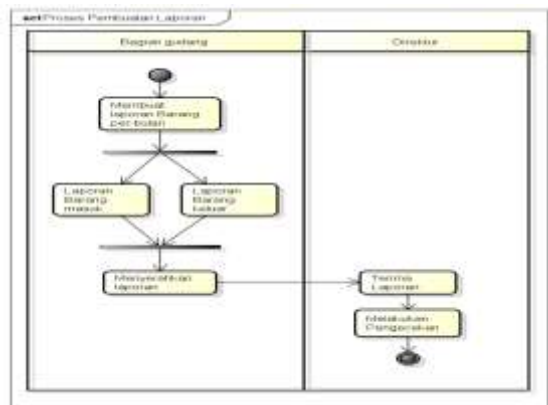 act Proses Pembuatan Laporan
Bagian gudang
Direktur
Membuat
laporan Barang
per-bulan
Laporan
Barang
masuk
Laporan
Barang
keluar
Menyerahkan
laporan
Terima
Laporan
Melakukan
Pengecekan